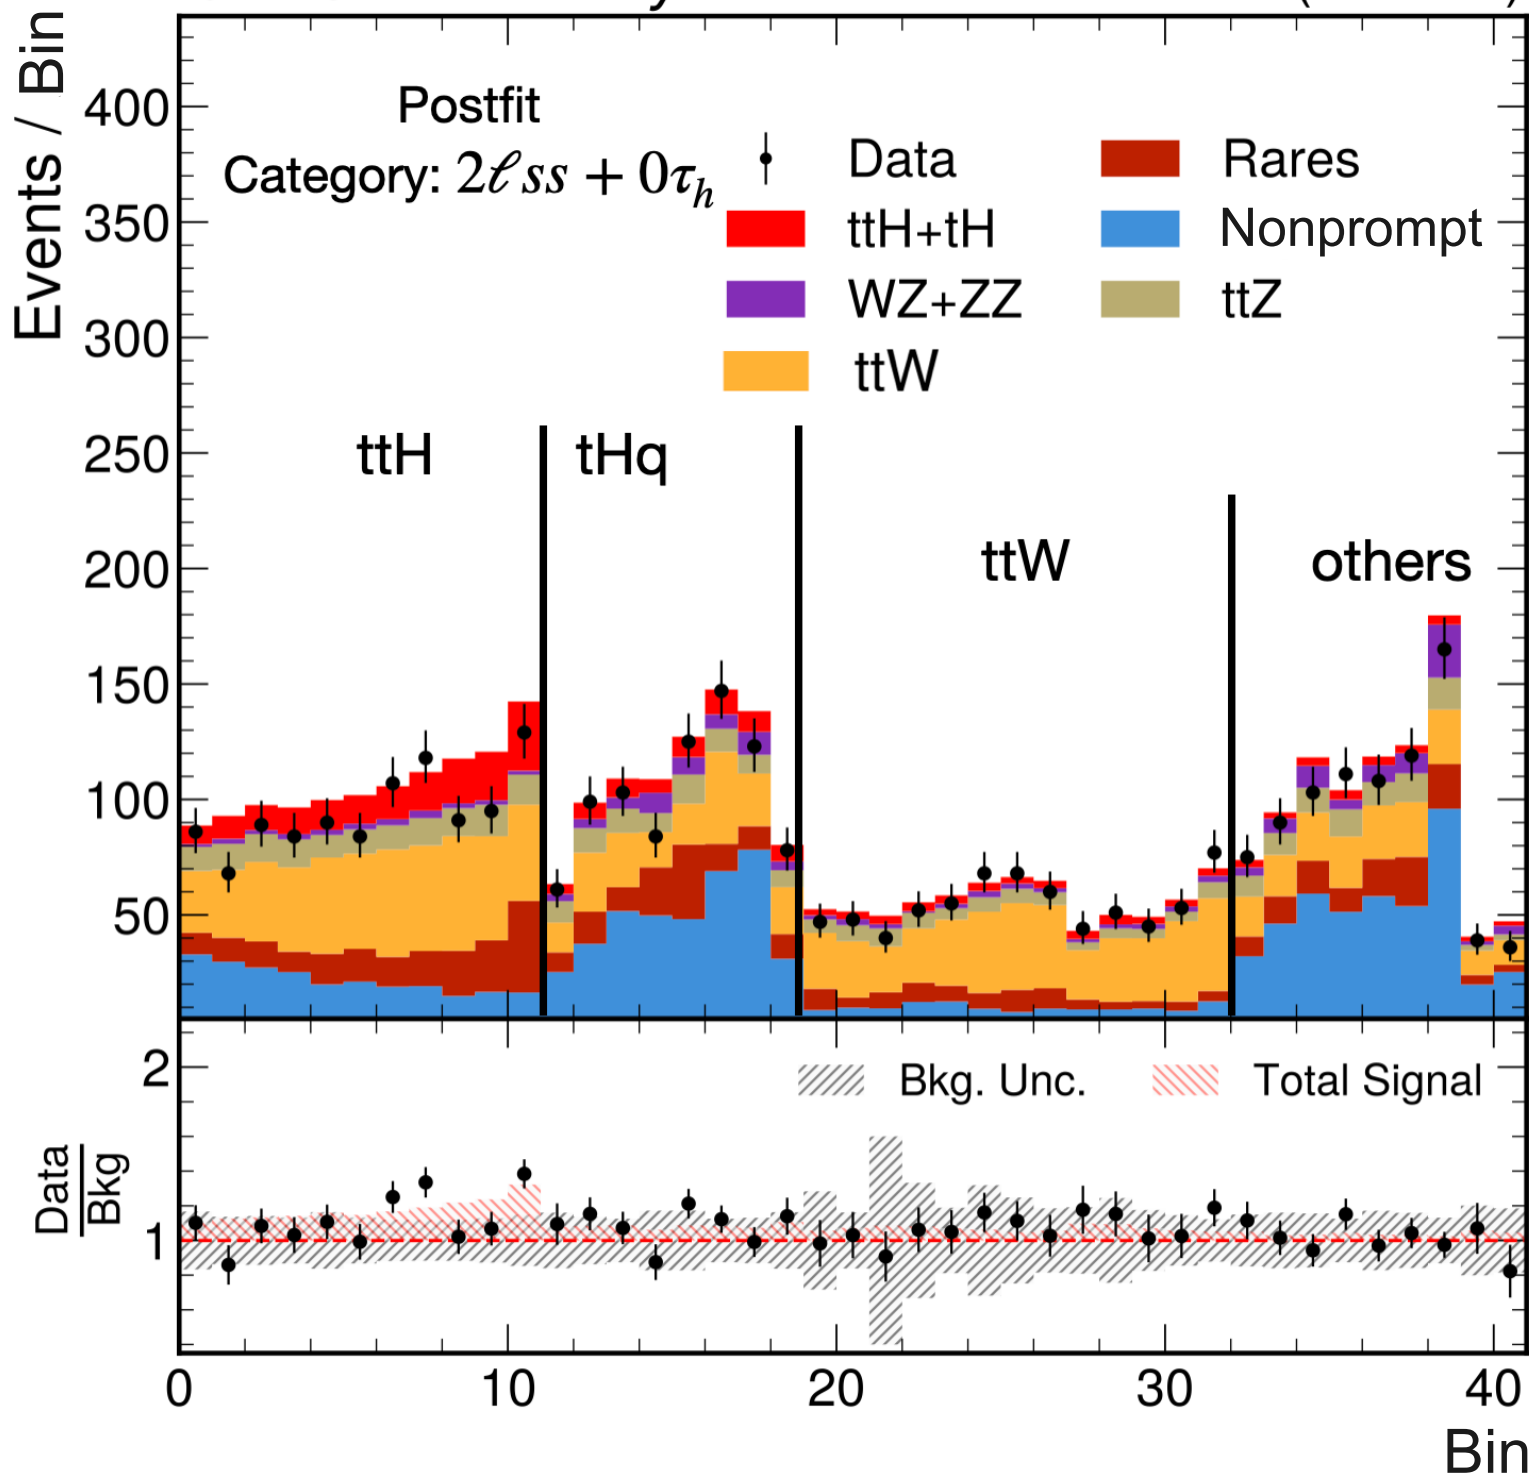 Events / Bin
400
350
300
250
200
150
100
50
Postfit
Category: 2ℓss + 0τh
Data
Rares
ttH+tH
Nonprompt
WZ+ZZ
ttZ
ttW
ttH
tHq
ttW
others
Data
Bkg
2
1
Bkg. Unc.
Total Signal
0 10 20 30 40
Bin